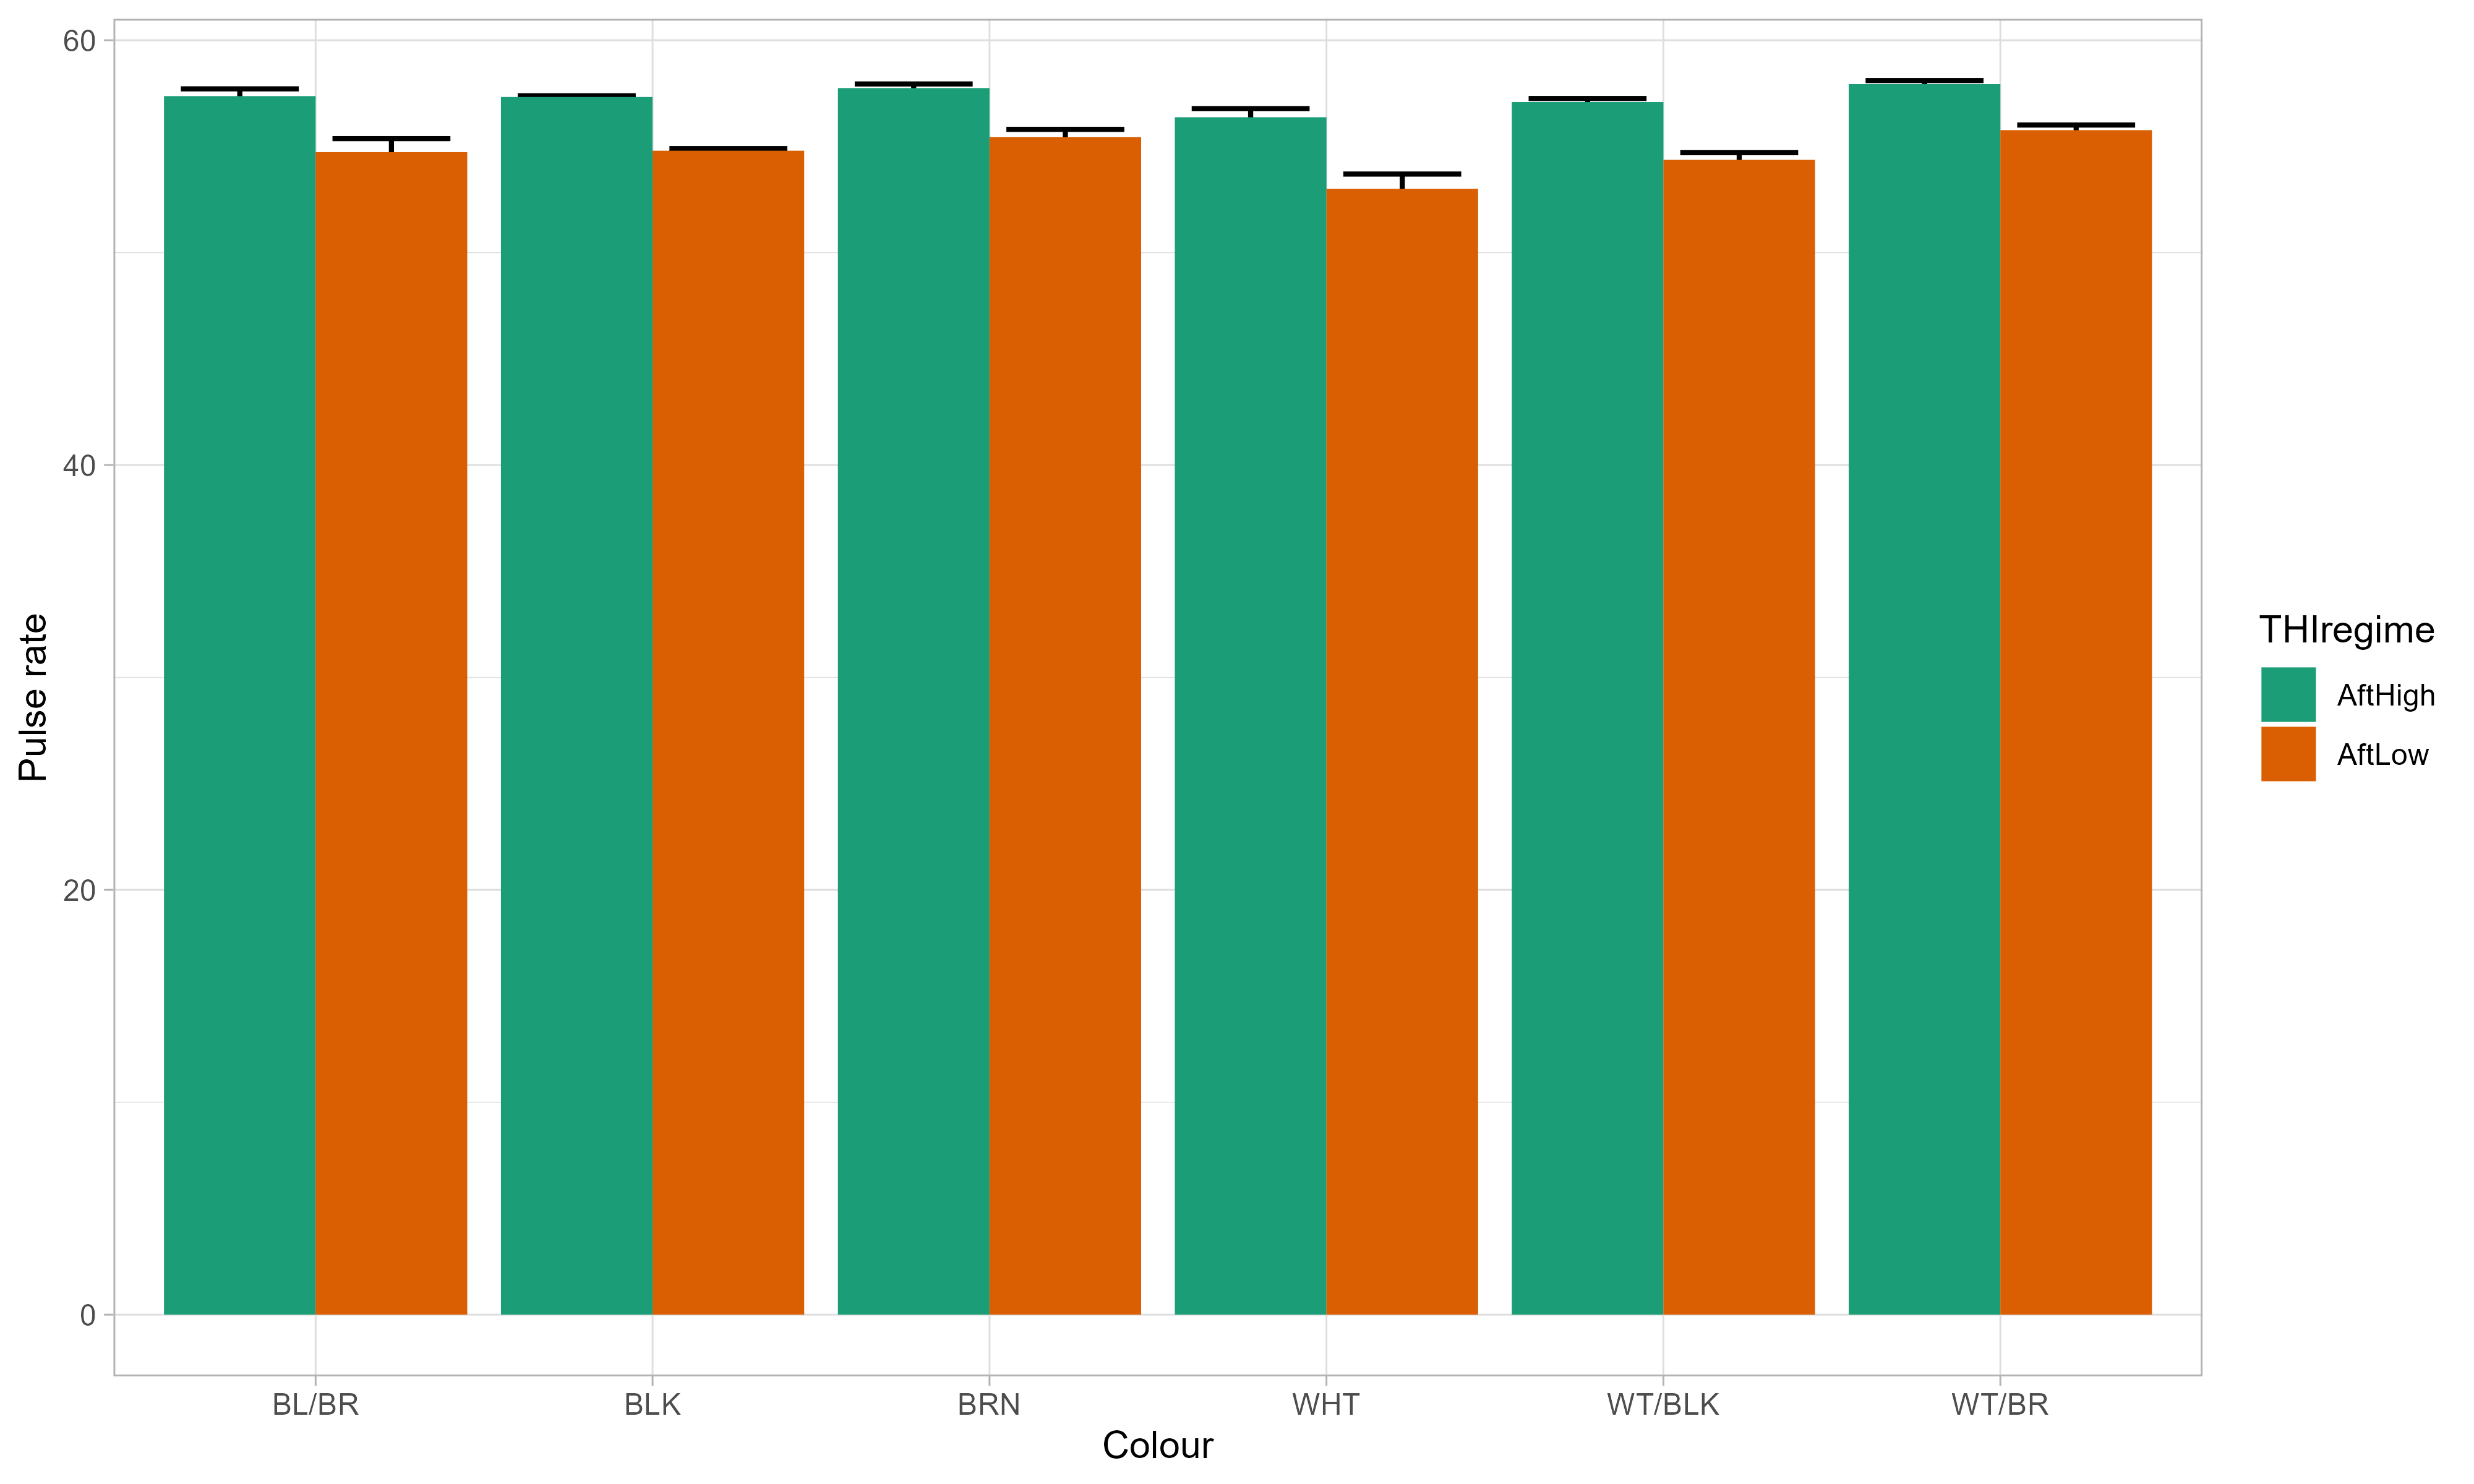 60
40
20
0
Pulse rate
BL/BR BLK BRN WHT WT/BLK WT/BR
Colour
THIregime
AftHigh
AftLow